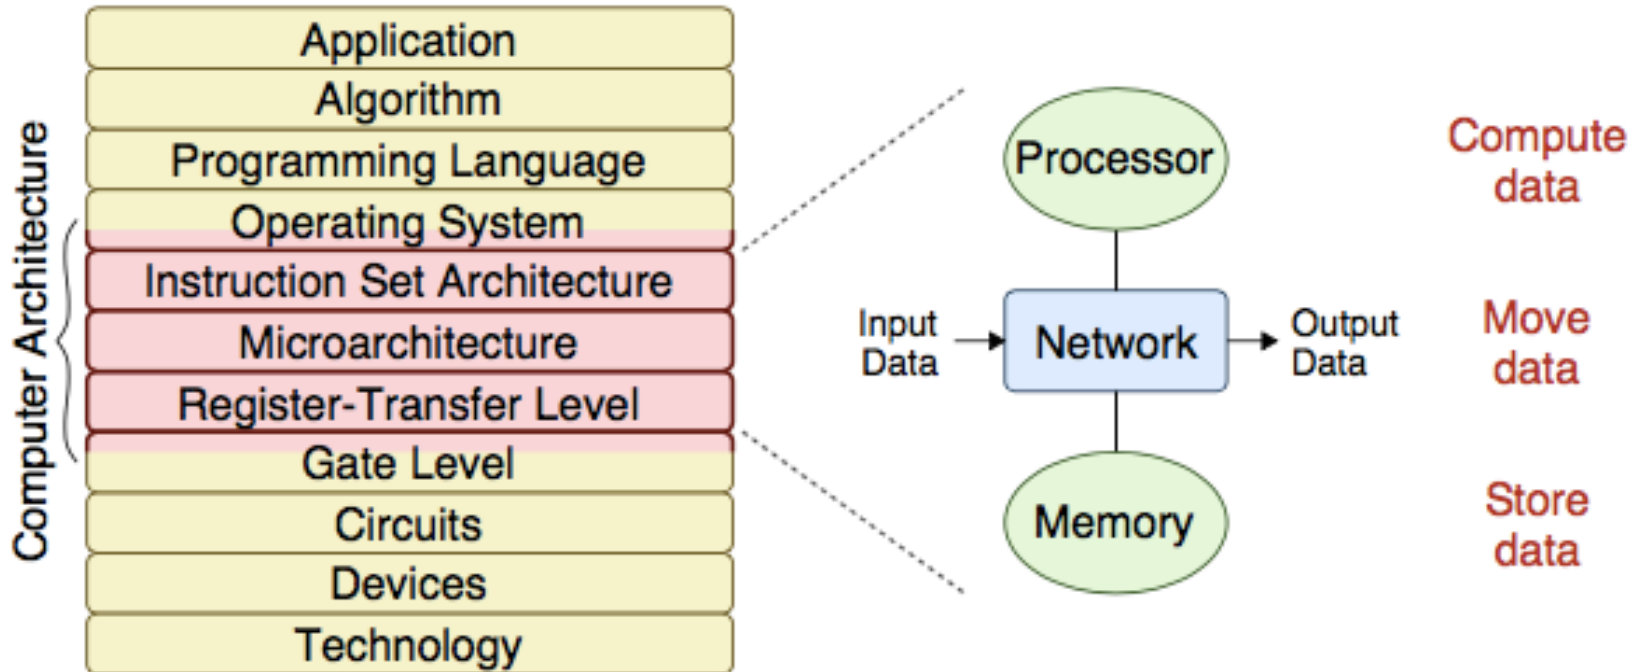 Computer Architecture
Application
Algorithm
Programming Language
Operating System
Instruction Set Architecture
Microarchitecture
Register-Transfer Level
Gate Level
Circuits
Devices
Technology
Processor
Compute
data
Input
Data
Network
Output
Data
Move
data
Memory
Store
data